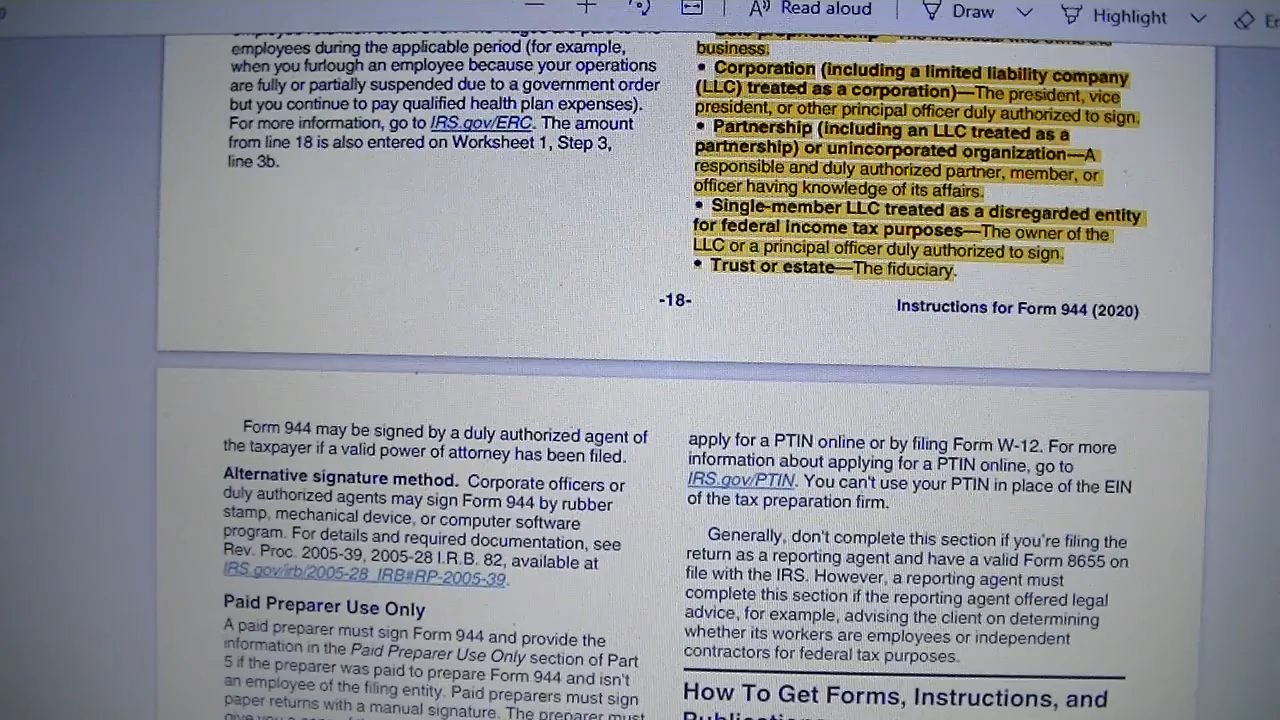 Read aloud
Draw
Highlight
employees during the applicable period (for example,
when you furlough an employee because your operations
are fully or partially suspended due to a government order
but you continue to pay qualified health plan expenses).
For more information, go to IRS.gov/ERC. The amount
from line 18 is also entered on Worksheet 1, Step 3,
line 3b.
business.
• Corporation (including a limited liability company
(LLC) treated as a corporation)—The president, vice
president, or other principal officer duly authorized to sign.
• Partnership (including an LLC treated as a
partnership) or unincorporated organization—A
responsible and duly authorized partner, member, or
officer having knowledge of its affairs.
• Single-member LLC treated as a disregarded entity
for federal income tax purposes—The owner of the
LLC or a principal officer duly authorized to sign.
• Trust or estate—The fiduciary.
-18-
Instructions for Form 944 (2020)
Form 944 may be signed by a duly authorized agent of
the taxpayer if a valid power of attorney has been filed.
Alternative signature method. Corporate officers or
duly authorized agents may sign Form 944 by rubber
stamp, mechanical device, or computer software
program. For details and required documentation, see
Rev. Proc. 2005-39, 2005-28 I.R.B. 82, available at
IRS.gov/irb/2005-28_IRB#RP-2005-39.
Paid Preparer Use Only
A paid preparer must sign Form 944 and provide the
information in the Paid Preparer Use Only section of Part
5 if the preparer was paid to prepare Form 944 and isn't
an employee of the filing entity. Paid preparers must sign
paper returns with a manual signature. The preparer must
apply for a PTIN online or by filing Form W-12. For more
information about applying for a PTIN online, go to
IRS.gov/PTIN. You can't use your PTIN in place of the EIN
of the tax preparation firm.
Generally, don't complete this section if you're filing the
return as a reporting agent and have a valid Form 8655 on
file with the IRS. However, a reporting agent must
complete this section if the reporting agent offered legal
advice, for example, advising the client on determining
whether its workers are employees or independent
contractors for federal tax purposes.
How To Get Forms, Instructions, and